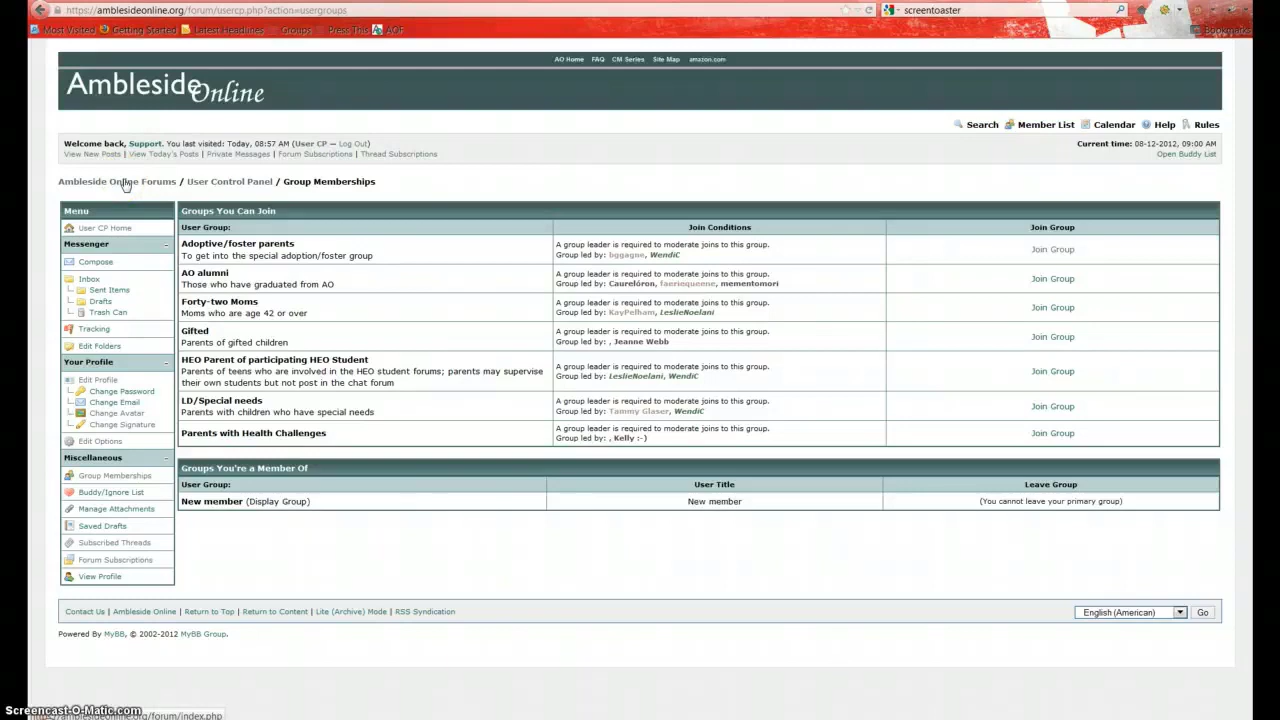 https://amblesideonline.org/forum/usercp.php?action=usergroups
screentoaster
Most Visited Getting Started Latest Headlines Groups Press This AOF Bookmarks
AO Home FAQ CM Series Site Map amazon.com
Ambleside Online
Search Member List Calendar Help Rules
Welcome back, Support. You last visited: Today, 08:57 AM (User CP — Log Out) Current time: 08-12-2012, 09:00 AM
View New Posts | View Today's Posts | Private Messages | Forum Subscriptions | Thread Subscriptions Open Buddy List
Ambleside Online Forums / User Control Panel / Group Memberships
Menu
User CP Home
Messenger
Compose
Inbox
Sent Items
Drafts
Trash Can
Tracking
Edit Folders
Your Profile
Edit Profile
Change Password
Change Email
Change Avatar
Change Signature
Edit Options
Miscellaneous
Group Memberships
Buddy/Ignore List
Manage Attachments
Saved Drafts
Subscribed Threads
Forum Subscriptions
View Profile
Groups You Can Join
User Group: Join Conditions Join Group
Adoptive/foster parents
To get into the special adoption/foster group
A group leader is required to moderate joins to this group.
Group led by: bggagne, WendiC
Join Group
AO alumni
Those who have graduated from AO
A group leader is required to moderate joins to this group.
Group led by: Caurelóron, faeriequeene, mementomori
Join Group
Forty-two Moms
Moms who are age 42 or over
A group leader is required to moderate joins to this group.
Group led by: KayPelham, LeslieNoelani
Join Group
Gifted
Parents of gifted children
A group leader is required to moderate joins to this group.
Group led by: , Jeanne Webb
Join Group
HEO Parent of participating HEO Student
Parents of teens who are involved in the HEO student forums; parents may supervise
their own students but not post in the chat forum
A group leader is required to moderate joins to this group.
Group led by: LeslieNoelani, WendiC
Join Group
LD/Special needs
Parents with children who have special needs
A group leader is required to moderate joins to this group.
Group led by: Tammy Glaser, WendiC
Join Group
Parents with Health Challenges
A group leader is required to moderate joins to this group.
Group led by: , Kelly :-)
Join Group
Groups You're a Member Of
User Group: User Title Leave Group
New member (Display Group) New member (You cannot leave your primary group)
Contact Us | Ambleside Online | Return to Top | Return to Content | Lite (Archive) Mode | RSS Syndication
English (American) Go
Powered By MyBB, © 2002-2012 MyBB Group.
Screencast-O-Matic.com
https://amblesideonline.org/forum/index.php